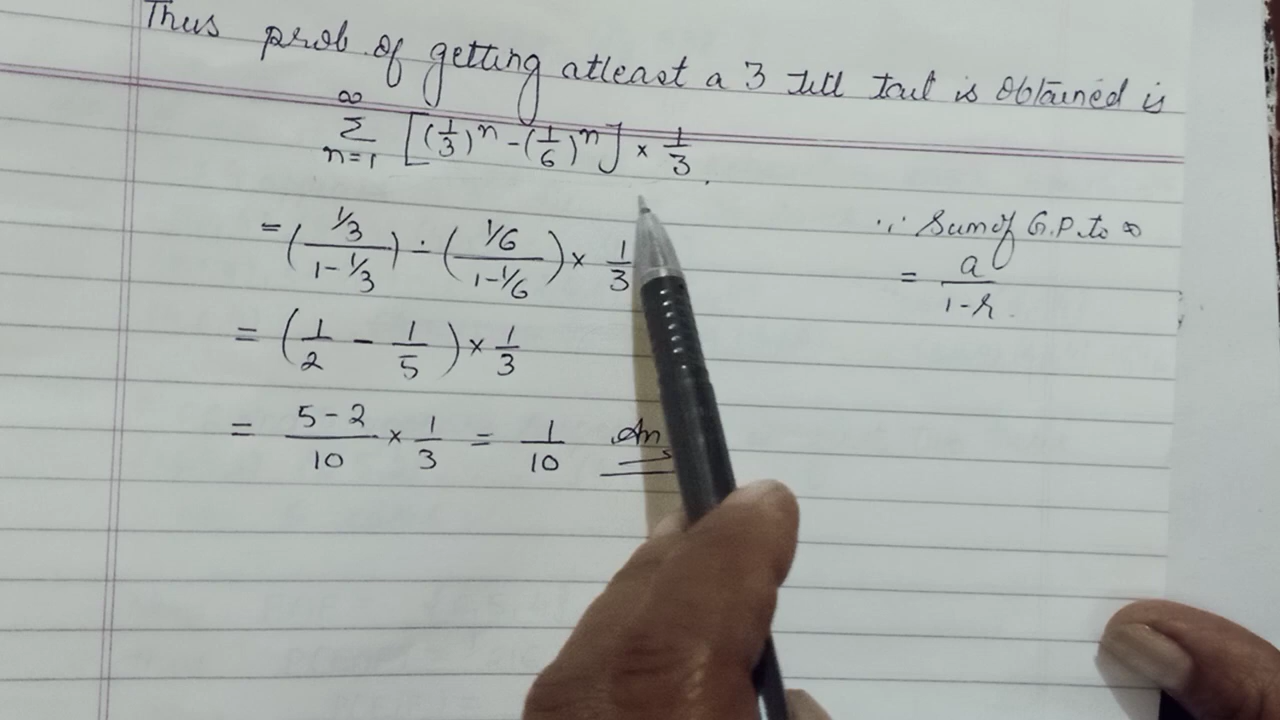 Thus prob. of getting atleast a 3 till tail is obtained is
∞
Σ [(1/3)^n - (1/6)^n] × 1/3.
n=1
= ((1/3)/(1-1/3)) - ((1/6)/(1-1/6)) × 1/3
∵ Sum of G.P. to ∞
= a/(1-r).
= (1/2 - 1/5) × 1/3
= (5-2)/10 × 1/3 = 1/10 An